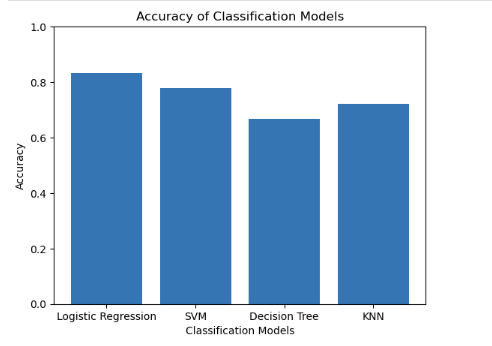 Accuracy of Classification Models
1.0
0.8
0.6
0.4
0.2
0.0
Accuracy
Logistic Regression SVM Decision Tree KNN
Classification Models